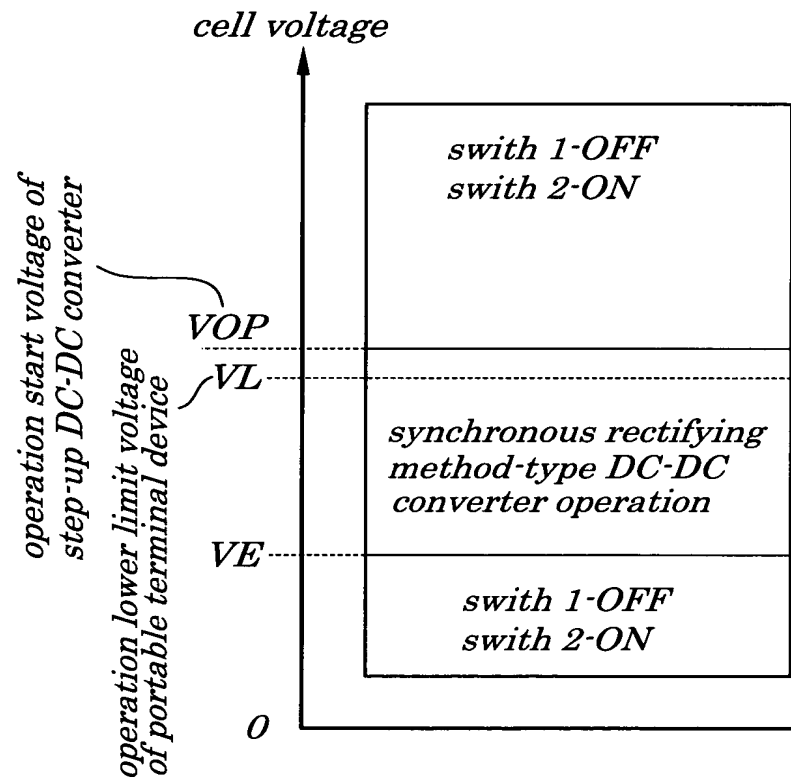 cell voltage
swith 1-OFF
swith 2-ON
operation start voltage of
step-up DC-DC converter
VOP
VL
operation lower limit voltage
of portable terminal device
synchronous rectifying
method-type DC-DC
converter operation
VE
swith 1-OFF
swith 2-ON
0